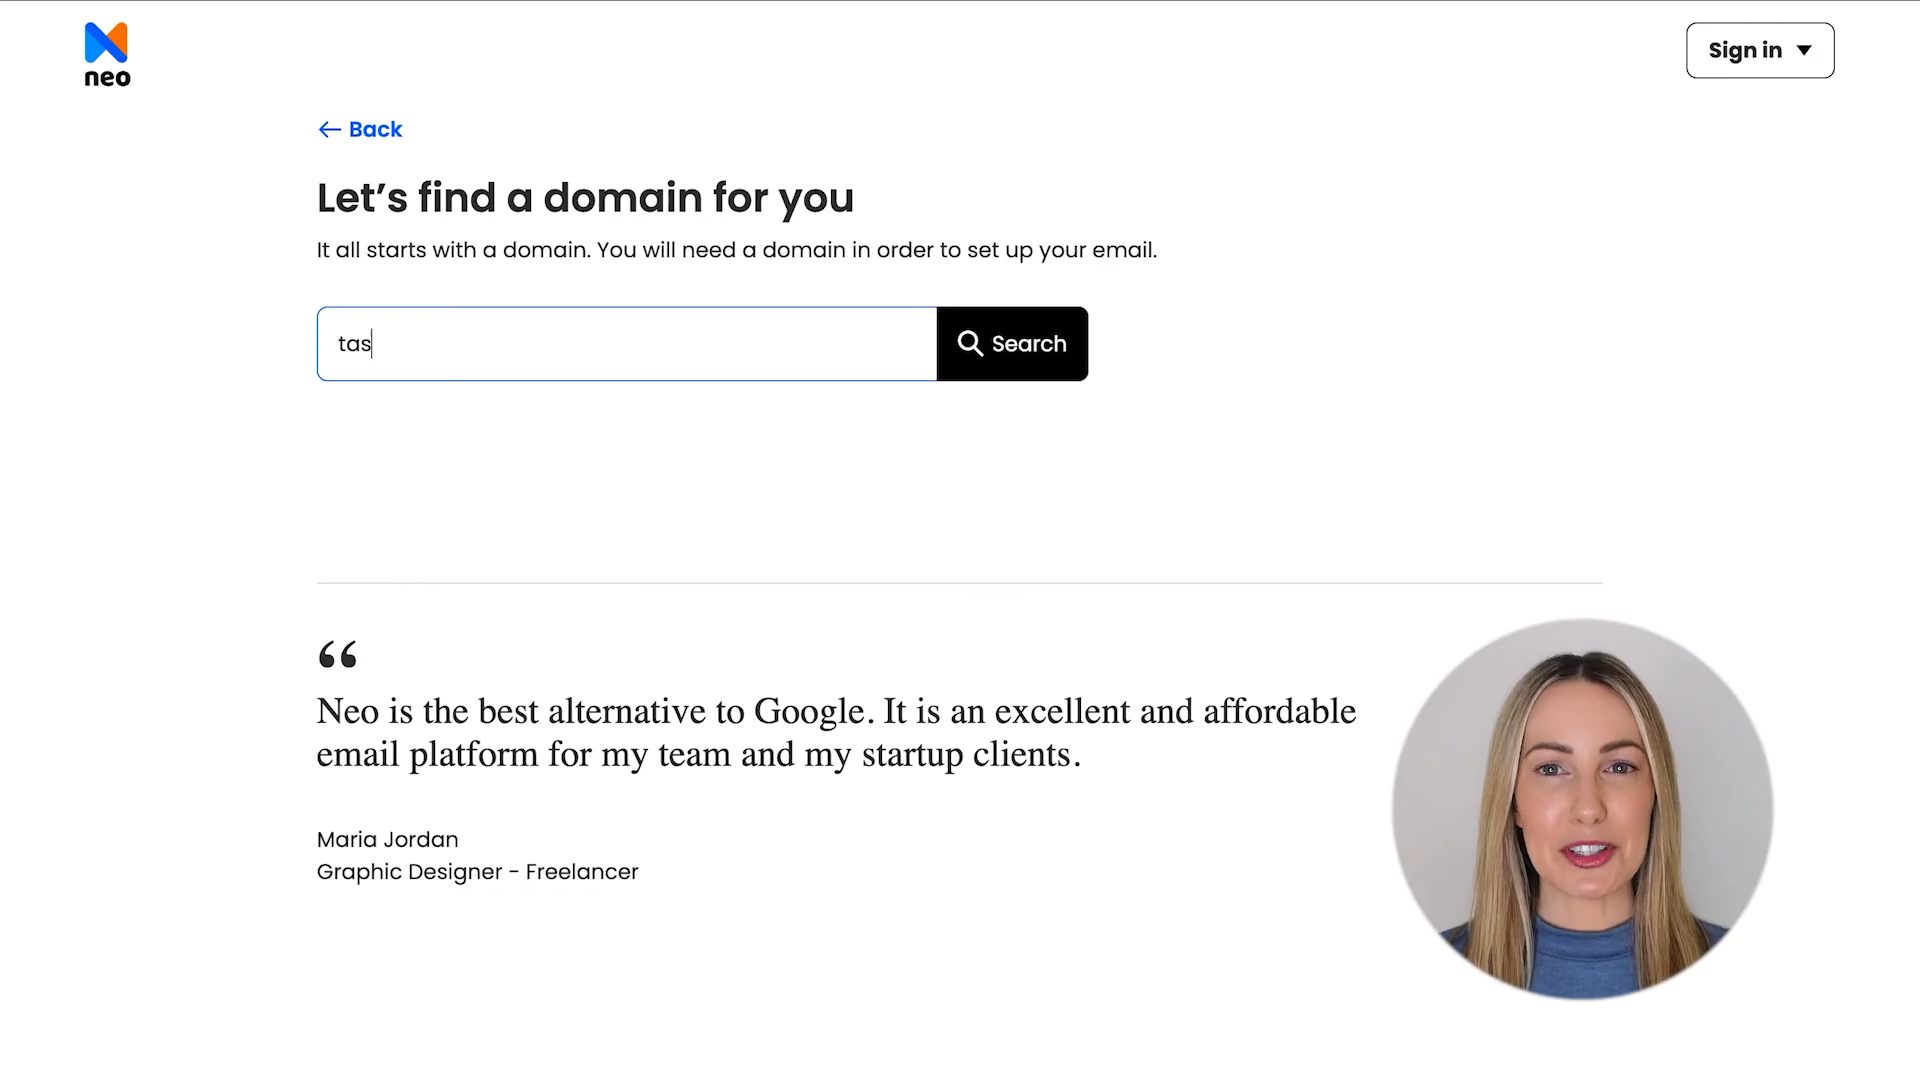 neo
Sign in
Back
Let’s find a domain for you
It all starts with a domain. You will need a domain in order to set up your email.
tas
Search
“
Neo is the best alternative to Google. It is an excellent and affordable
email platform for my team and my startup clients.
Maria Jordan
Graphic Designer - Freelancer